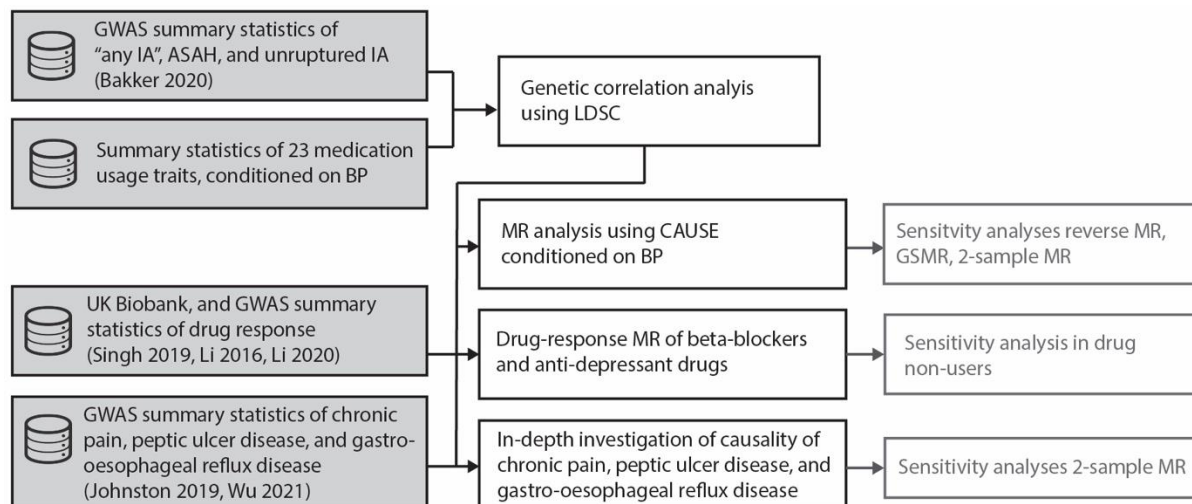 GWAS summary statistics of
“any IA”, ASAH, and unruptured IA
(Bakker 2020)
Summary statistics of 23 medication
usage traits, conditioned on BP
Genetic correlation analyis
using LDSC
MR analysis using CAUSE
conditioned on BP
Sensitvity analyses reverse MR,
GSMR, 2-sample MR
UK Biobank, and GWAS summary
statistics of drug response
(Singh 2019, Li 2016, Li 2020)
Drug-response MR of beta-blockers
and anti-depressant drugs
Sensitivity analysis in drug
non-users
GWAS summary statistics of chronic
pain, peptic ulcer disease, and gastro-
oesophageal reflux disease
(Johnston 2019, Wu 2021)
In-depth investigation of causality of
chronic pain, peptic ulcer disease, and
gastro-oesophageal reflux disease
Sensitivity analyses 2-sample MR